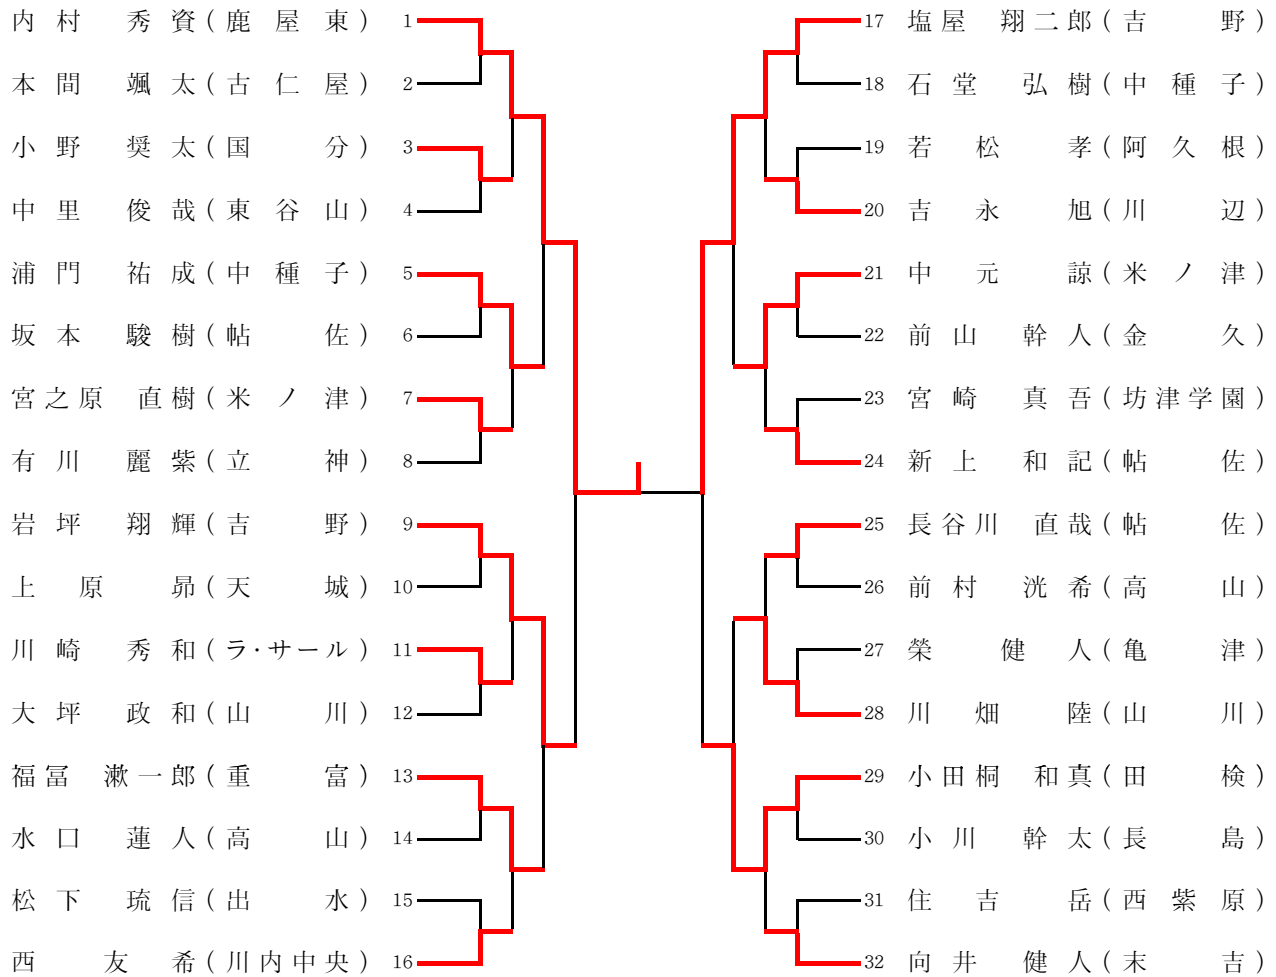 内村 秀資(鹿屋東) 1
本間 颯太(古仁屋) 2
小野 奨太(国分) 3
中里 俊哉(東谷山) 4
浦門 祐成(中種子) 5
坂本 駿樹(帖佐) 6
宮之原 直樹(米ノ津) 7
有川 麗紫(立神) 8
岩坪 翔輝(吉野) 9
上原 昴(天城) 10
川崎 秀和(ラ・サール) 11
大坪 政和(山川) 12
福冨 漱一郎(重富) 13
水口 蓮人(高山) 14
松下 琉信(出水) 15
西 友希(川内中央) 16
17 塩屋 翔二郎(吉野)
18 石堂 弘樹(中種子)
19 若松 孝(阿久根)
20 吉永 旭(川辺)
21 中元 諒(米ノ津)
22 前山 幹人(金久)
23 宮崎 真吾(坊津学園)
24 新上 和記(帖佐)
25 長谷川 直哉(帖佐)
26 前村 洸希(高山)
27 榮 健人(亀津)
28 川畑 陸(山川)
29 小田桐 和真(田検)
30 小川 幹太(長島)
31 住吉 岳(西紫原)
32 向井 健人(末吉)